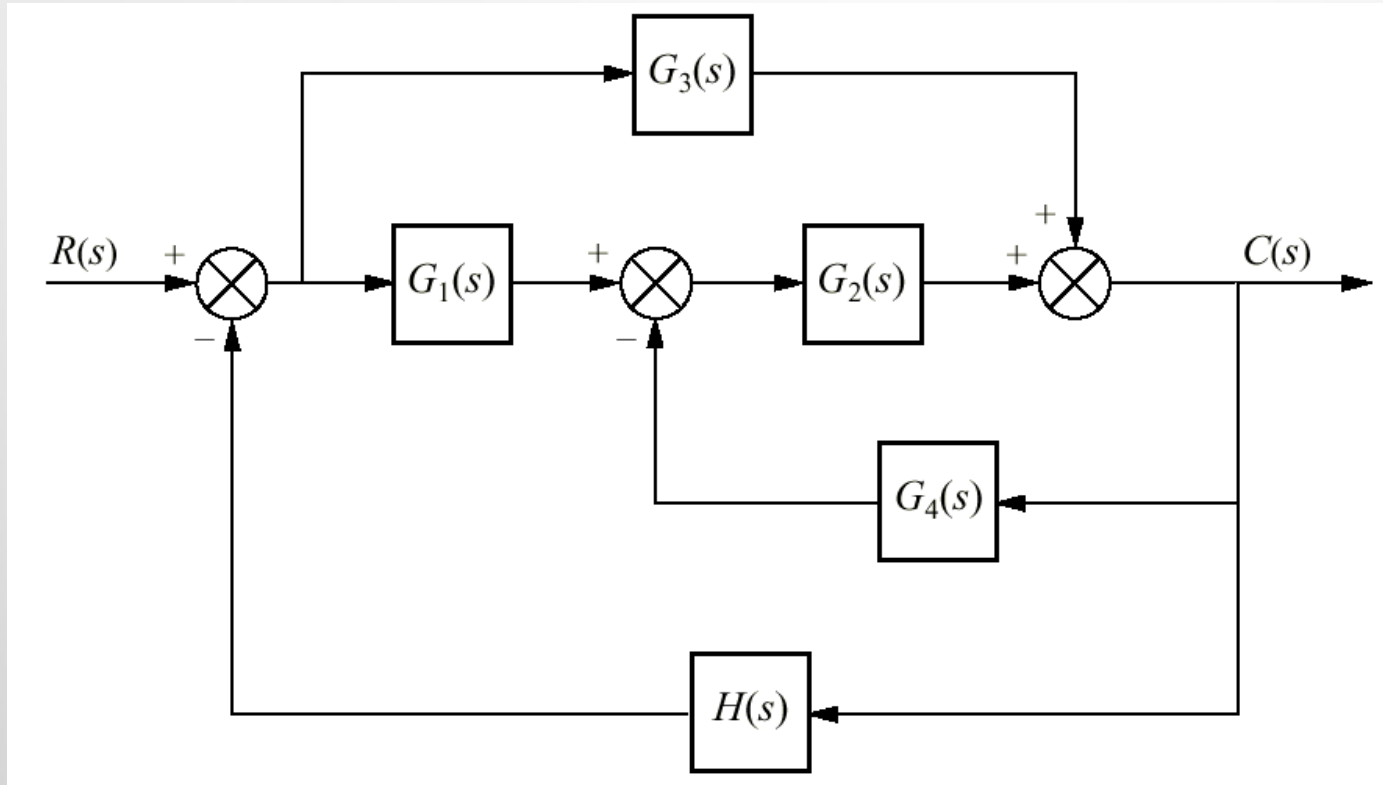 G₃(s)
+
R(s) + G₁(s) + G₂(s) + C(s)
− −
G₄(s)
H(s)